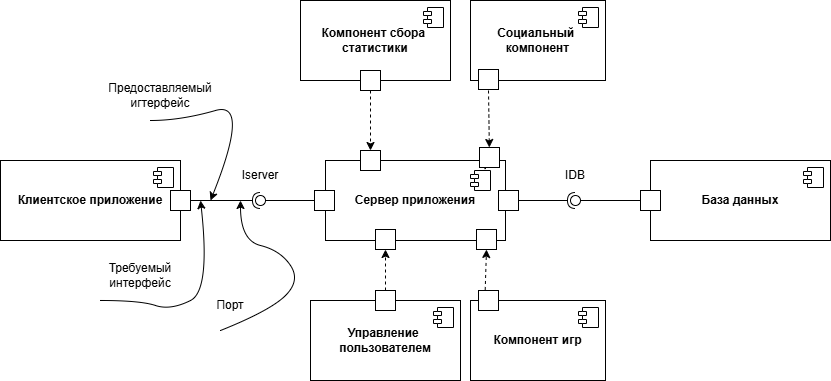 Компонент сбора
статистики
Социальный
компонент
Предоставляемый
игтерфейс
Iserver
IDB
Клиентское приложение
Сервер приложения
База данных
Требуемый
интерфейс
Порт
Управление
пользователем
Компонент игр